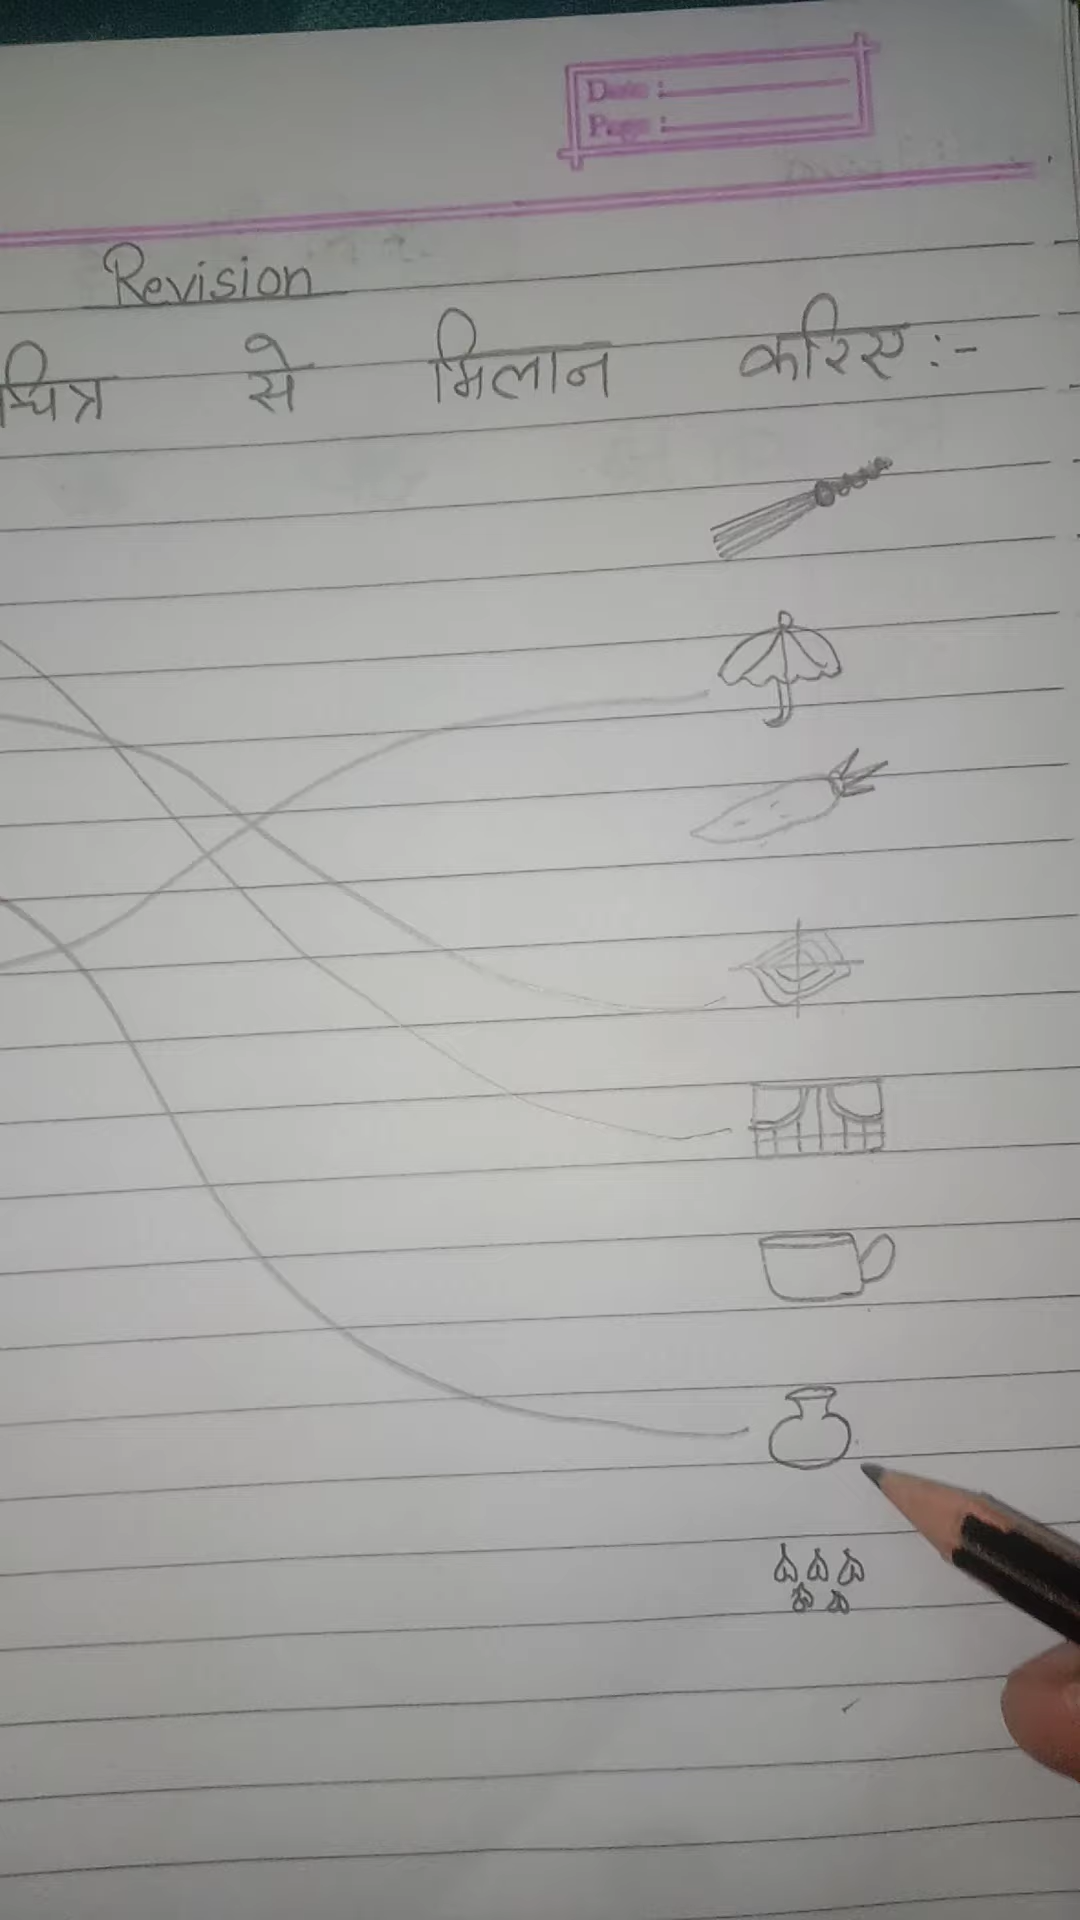 Date :
Page :
Revision
चित्र से मिलान करिए :-